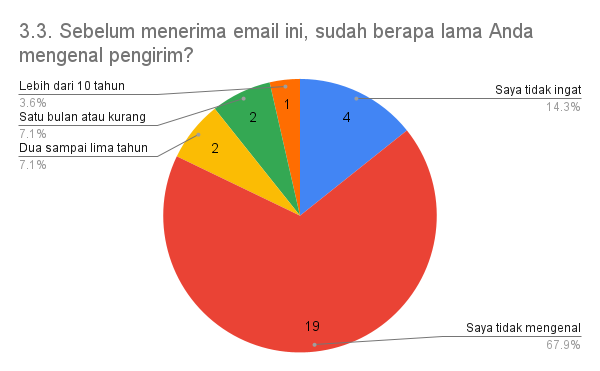 3.3. Sebelum menerima email ini, sudah berapa lama Anda
mengenal pengirim?
Lebih dari 10 tahun
3.6%
Satu bulan atau kurang
7.1%
Dua sampai lima tahun
7.1%
Saya tidak ingat
14.3%
1
2
4
2
19
Saya tidak mengenal
67.9%